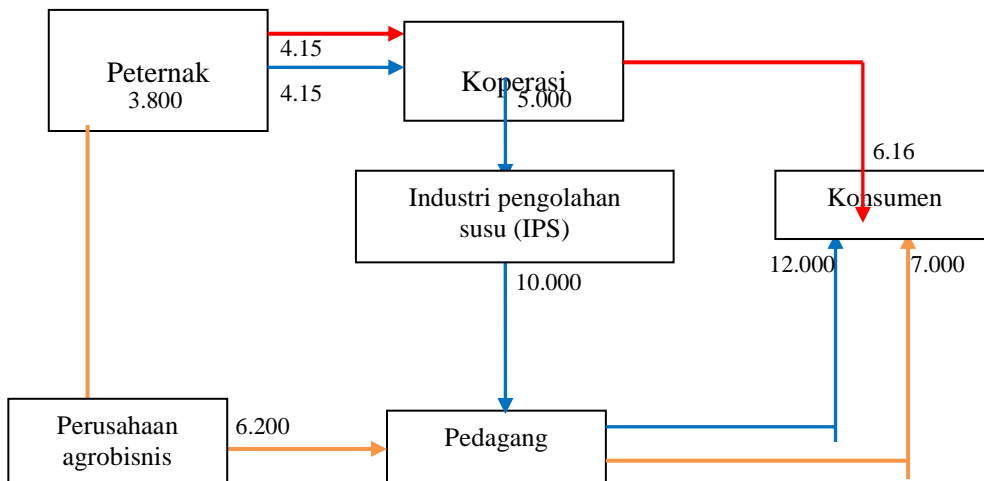 4.15
Peternak
3.800
4.15
Koperasi
5.000
6.16
Industri pengolahan
susu (IPS)
Konsumen
12.000
7.000
10.000
Perusahaan
agrobisnis
6.200
Pedagang